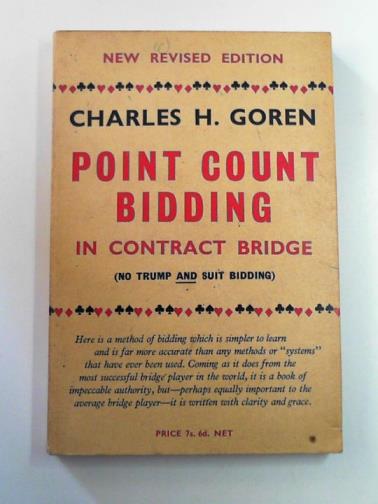 NEW REVISED EDITION
CHARLES H. GOREN
POINT COUNT
BIDDING
IN CONTRACT BRIDGE
(NO TRUMP AND SUIT BIDDING)
Here is a method of bidding which is simpler to learn
and is far more accurate than any methods or "systems"
that have ever been used. Coming as it does from the
most successful bridge player in the world, it is a book of
impeccable authority, but—perhaps equally important to the
average bridge player—it is written with clarity and grace.
PRICE 7s. 6d. NET